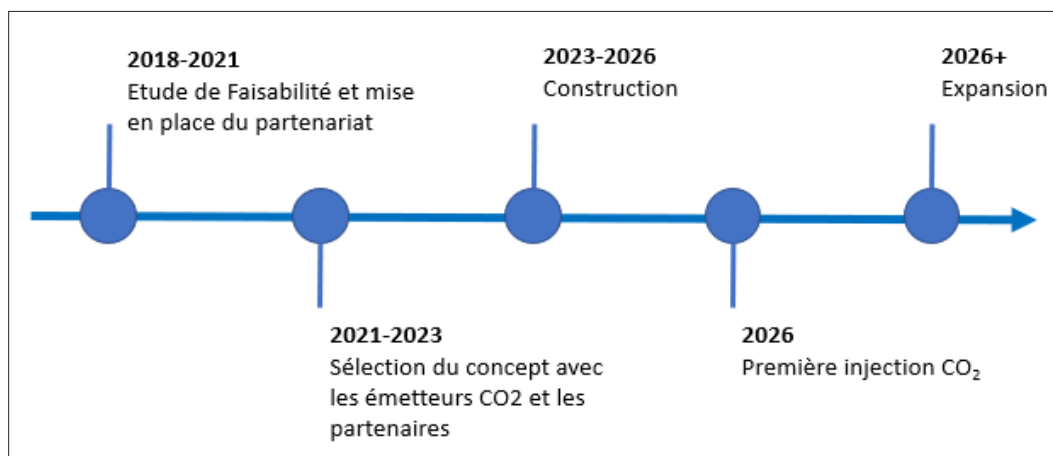 2018-2021
Etude de Faisabilité et mise
en place du partenariat
2021-2023
Sélection du concept avec
les émetteurs CO2 et les
partenaires
2023-2026
Construction
2026
Première injection CO₂
2026+
Expansion